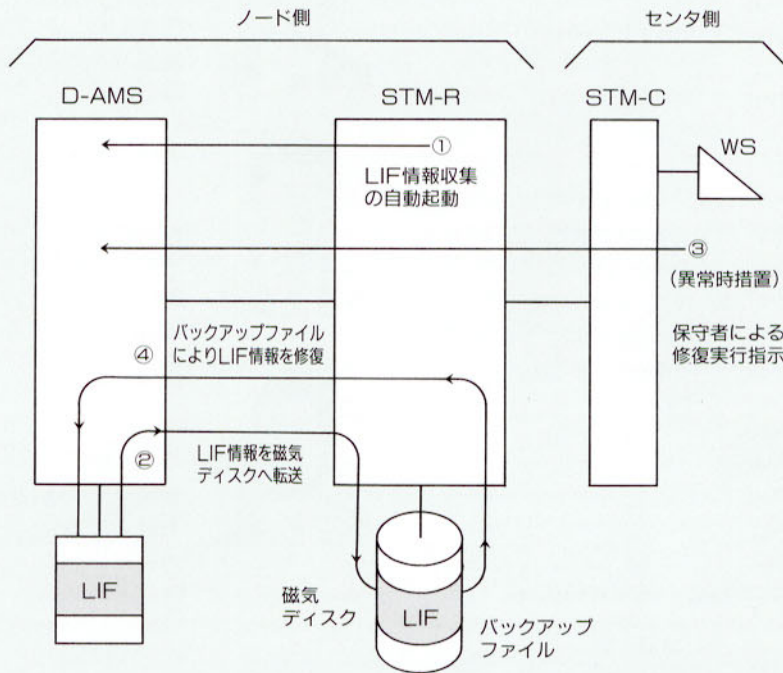 ノード側
センタ側
D-AMS
STM-R
STM-C
WS
①
LIF情報収集
の自動起動
③
(異常時措置)
保守者による
修復実行指示
④
バックアップファイル
によりLIF情報を修復
②
LIF情報を磁気
ディスクへ転送
LIF
磁気
ディスク
LIF
バックアップ
ファイル